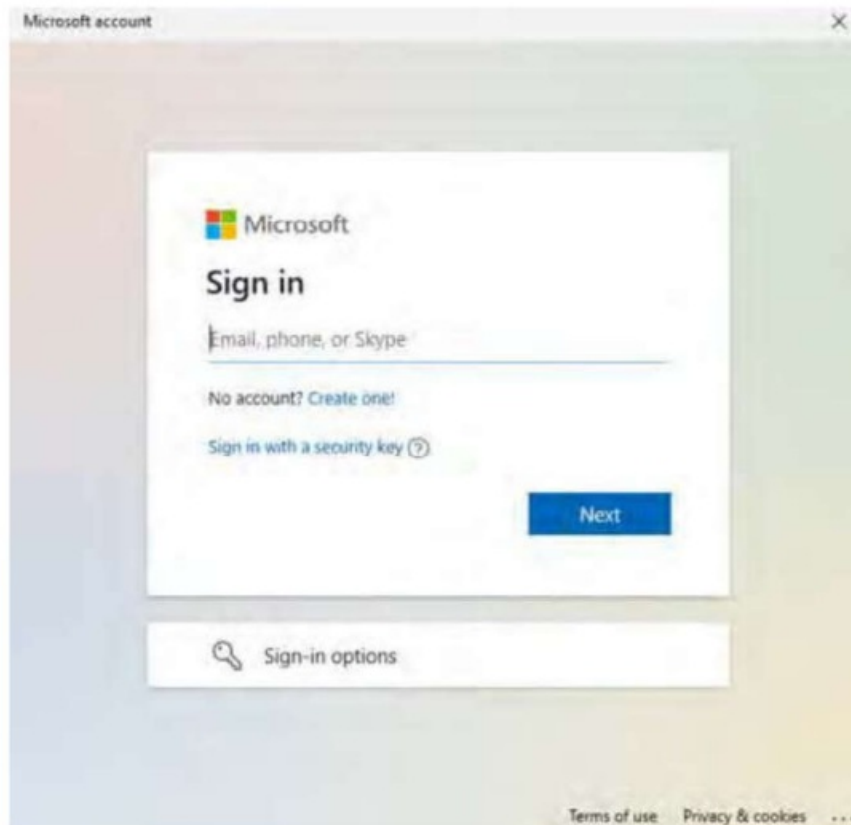 Microsoft account
Microsoft
Sign in
Email, phone, or Skype
No account? Create one!
Sign in with a security key
Next
Sign-in options
Terms of use Privacy & cookies ...